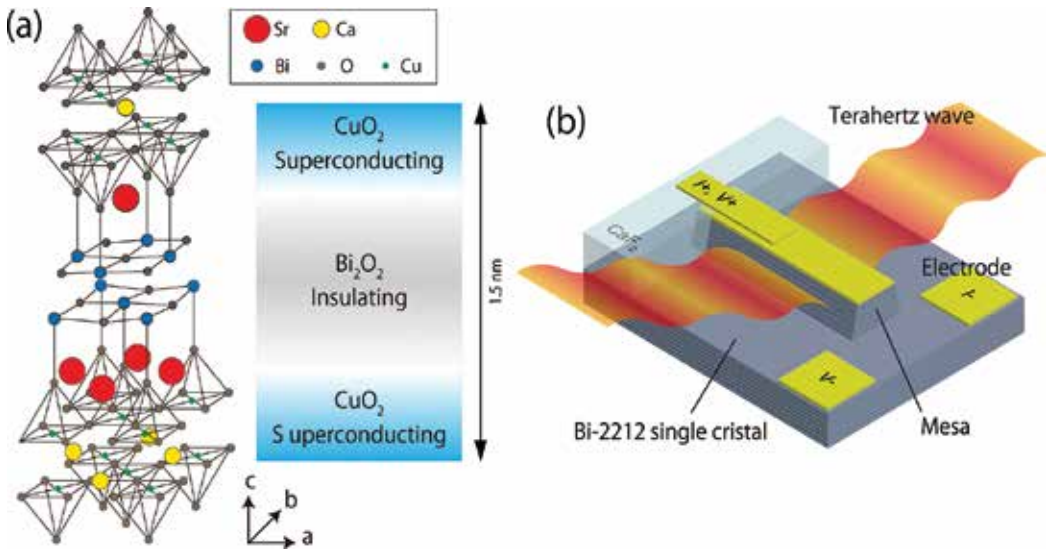 (a)
Sr
Ca
Bi
O
Cu
CuO₂
Superconducting
Bi₂O₂
Insulating
CuO₂
S uperconducting
1.5 nm
c
b
a
(b)
Terahertz wave
I+, V+
CaF₂
Electrode
I-
V-
Bi-2212 single cristal
Mesa